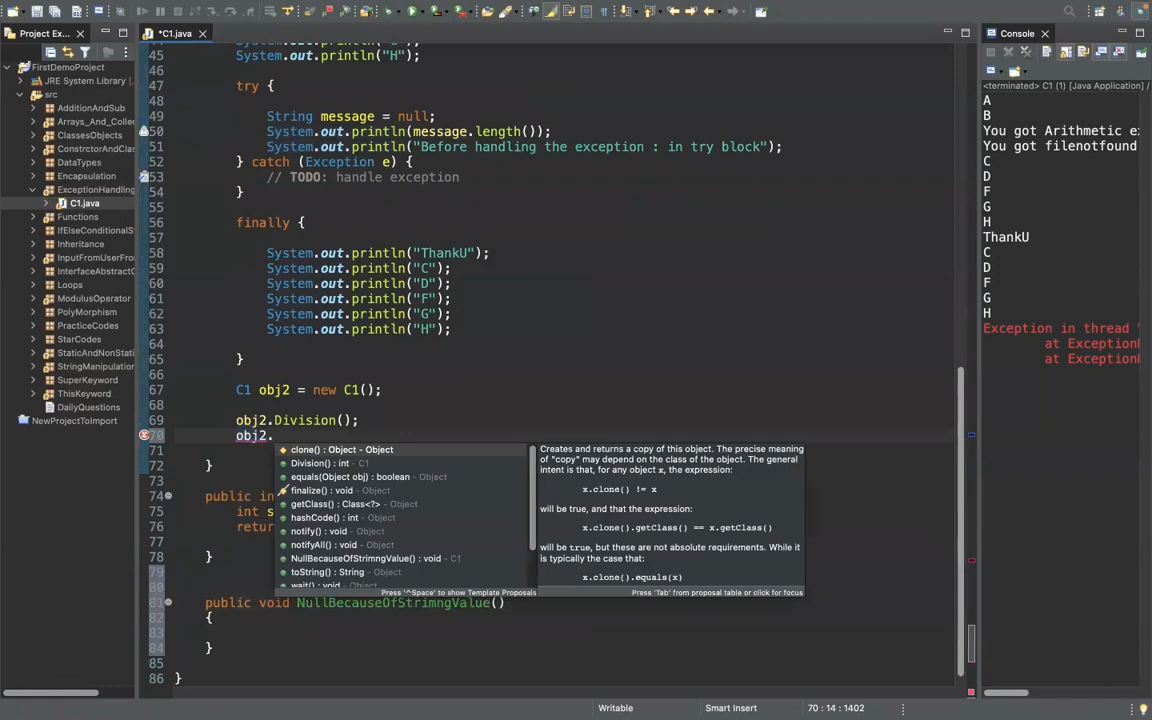 Project Ex...
FirstDemoProject
JRE System Library [
src
AdditionAndSub
Arrays_And_Collec
ClassesObjects
ConstrctorAndClas
DataTypes
Encapsulation
ExceptionHandling
C1.java
Functions
IfElseConditionalS
Inheritance
InputFromUserFro
InterfaceAbstractC
Loops
ModulusOperator
PolyMorphism
PracticeCodes
StarCodes
StaticAndNonStati
StringManipulation
SuperKeyword
ThisKeyword
DailyQuestions
NewProjectToImport
*C1.java
45 System.out.println("H");
46
47 try {
48
49 String message = null;
50 System.out.println(message.length());
51 System.out.println("Before handling the exception : in try block");
52 } catch (Exception e) {
53 // TODO: handle exception
54 }
55
56 finally {
57
58 System.out.println("ThankU");
59 System.out.println("C");
60 System.out.println("D");
61 System.out.println("F");
62 System.out.println("G");
63 System.out.println("H");
64
65 }
66
67 C1 obj2 = new C1();
68
69 obj2.Division();
70 obj2.
71
72 }
73
74 public in
75 int s
76 retur
77
78 }
79
80
81 public void NullBecauseOfStrimngValue()
82 {
83
84 }
85
86 }
clone() : Object - Object
Division() : int - C1
equals(Object obj) : boolean - Object
finalize() : void - Object
getClass() : Class<?> - Object
hashCode() : int - Object
notify() : void - Object
notifyAll() : void - Object
NullBecauseOfStrimngValue() : void - C1
toString() : String - Object
wait() : void - Object
Press '^Space' to show Template Proposals
Creates and returns a copy of this object. The precise meaning
of "copy" may depend on the class of the object. The general
intent is that, for any object x, the expression:
x.clone() != x
will be true, and that the expression:
x.clone().getClass() == x.getClass()
will be true, but these are not absolute requirements. While it
is typically the case that:
x.clone().equals(x)
Press 'Tab' from proposal table or click for focus
Console
<terminated> C1 (1) [Java Application] /
A
B
You got Arithmetic ex
You got filenotfound
C
D
F
G
H
ThankU
C
D
F
G
H
Exception in thread "
at Exception
at Exception
Writable
Smart Insert
70 : 14 : 1402